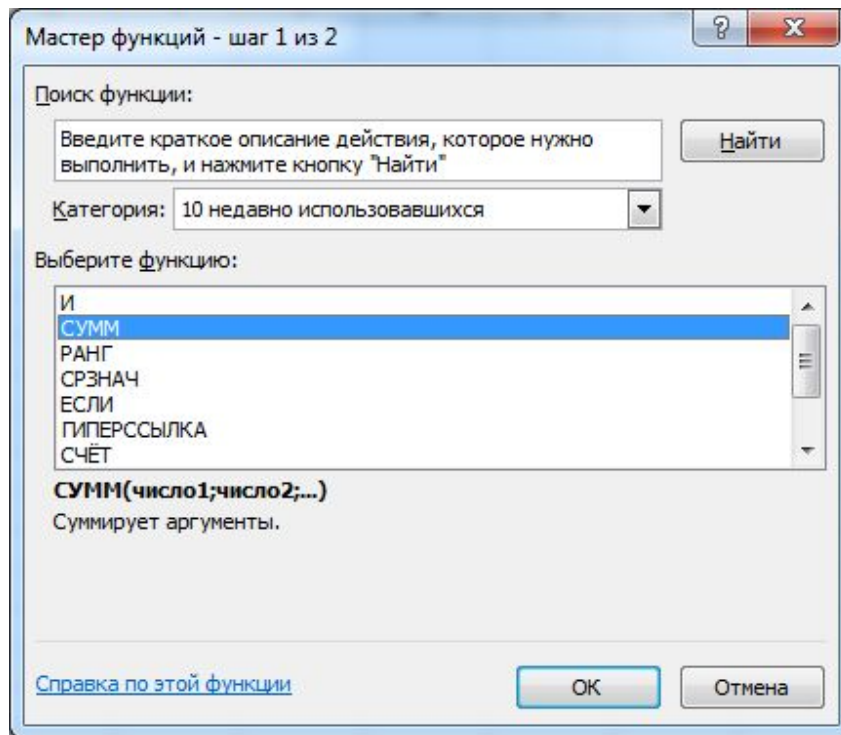 Мастер функций - шаг 1 из 2
Поиск функции:
Введите краткое описание действия, которое нужно
выполнить, и нажмите кнопку "Найти"
Найти
Категория: 10 недавно использовавшихся
Выберите функцию:
И
СУММ
РАНГ
СРЗНАЧ
ЕСЛИ
ГИПЕРССЫЛКА
СЧЁТ
СУММ(число1;число2;...)
Суммирует аргументы.
Справка по этой функции
ОК
Отмена